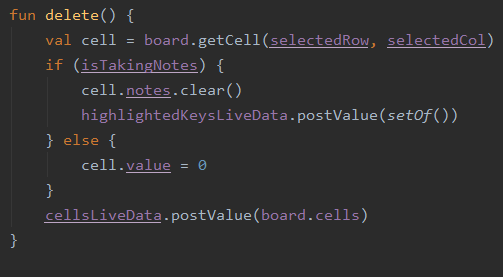 fun delete() {
    val cell = board.getCell(selectedRow, selectedCol)
    if (isTakingNotes) {
        cell.notes.clear()
        highlightedKeysLiveData.postValue(setOf())
    } else {
        cell.value = 0
    }
    cellsLiveData.postValue(board.cells)
}